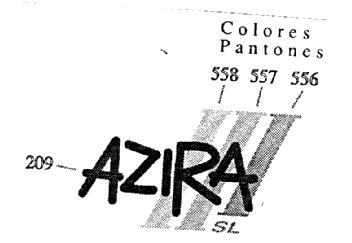 Colores
Pantones
558 557 556
209
AZIRA
SL